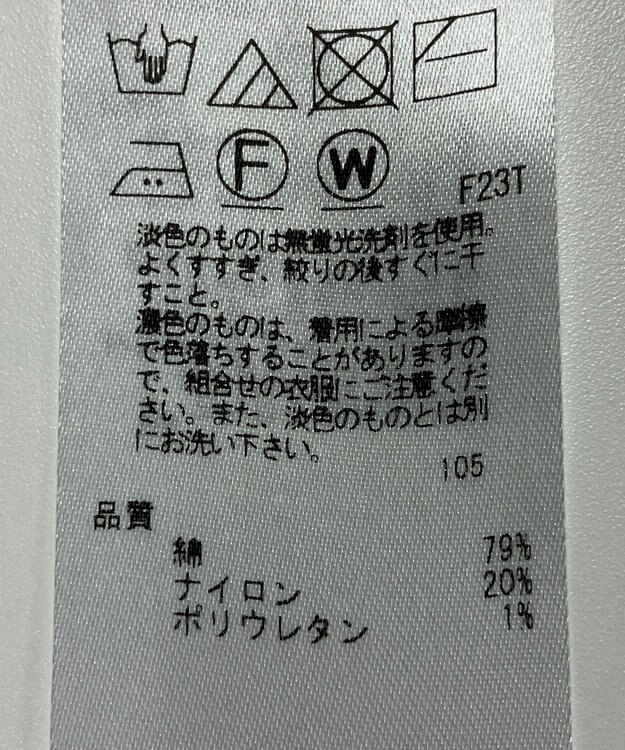 F W
F23T
淡色のものは無蛍光洗剤を使用。
よくすすぎ、絞りの後すぐに干
すこと。
濃色のものは、着用による摩擦
で色落ちすることがありますの
で、組合せの衣服にご注意くだ
さい。また、淡色のものとは別
にお洗い下さい。
105
品質
綿 79%
ナイロン 20%
ポリウレタン 1%